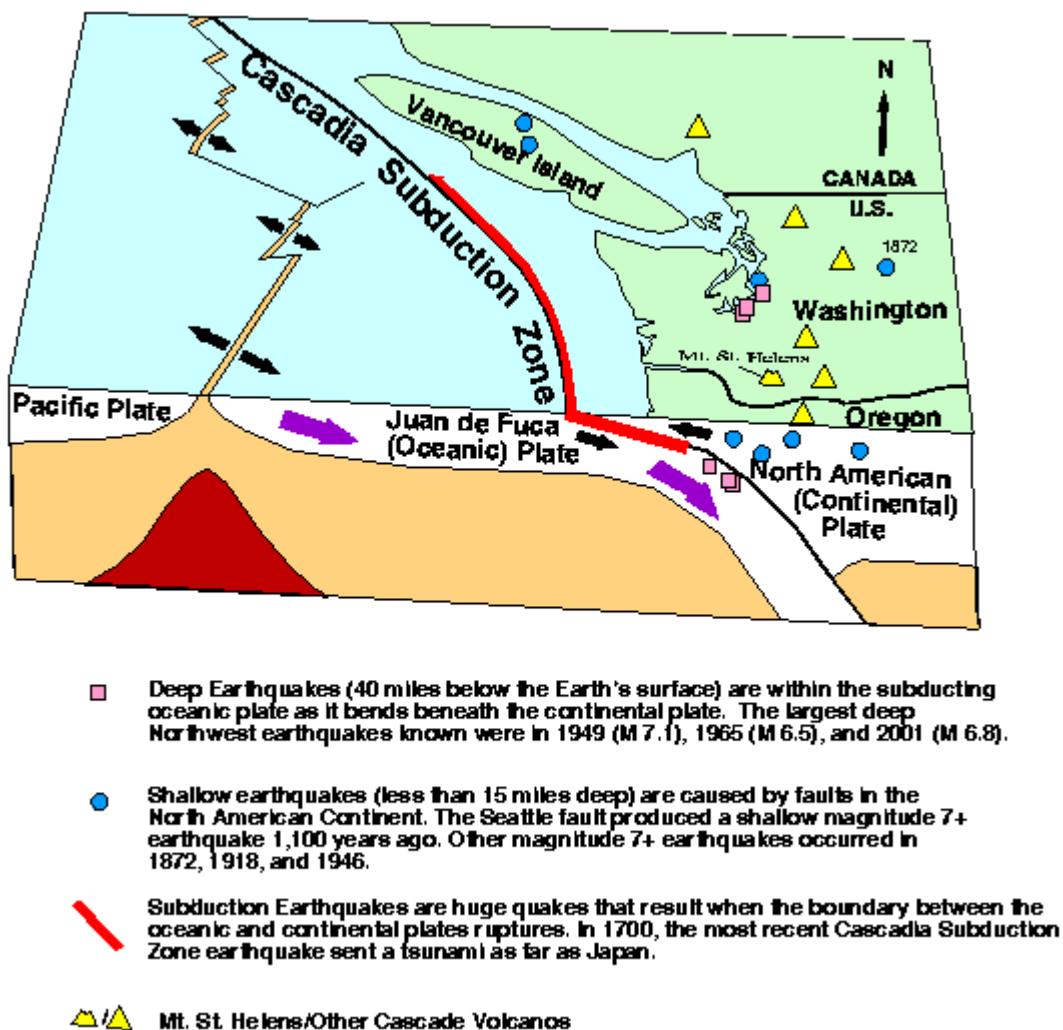 Cascadia Subduction Zone
Vancouver Island
N
CANADA
U.S.
1872
Washington
Mt. St. Helens
Oregon
Pacific Plate
Juan de Fuca
(Oceanic) Plate
North American
(Continental)
Plate
Deep Earthquakes (40 miles below the Earth's surface) are within the subducting
oceanic plate as it bends beneath the continental plate. The largest deep
Northwest earthquakes known were in 1949 (M 7.1), 1965 (M 6.5), and 2001 (M 6.8).
Shallow earthquakes (less than 15 miles deep) are caused by faults in the
North American Continent. The Seattle fault produced a shallow magnitude 7+
earthquake 1,100 years ago. Other magnitude 7+ earthquakes occurred in
1872, 1918, and 1946.
Subduction Earthquakes are huge quakes that result when the boundary between the
oceanic and continental plates ruptures. In 1700, the most recent Cascadia Subduction
Zone earthquake sent a tsunami as far as Japan.
Mt. St. Helens/Other Cascade Volcanos